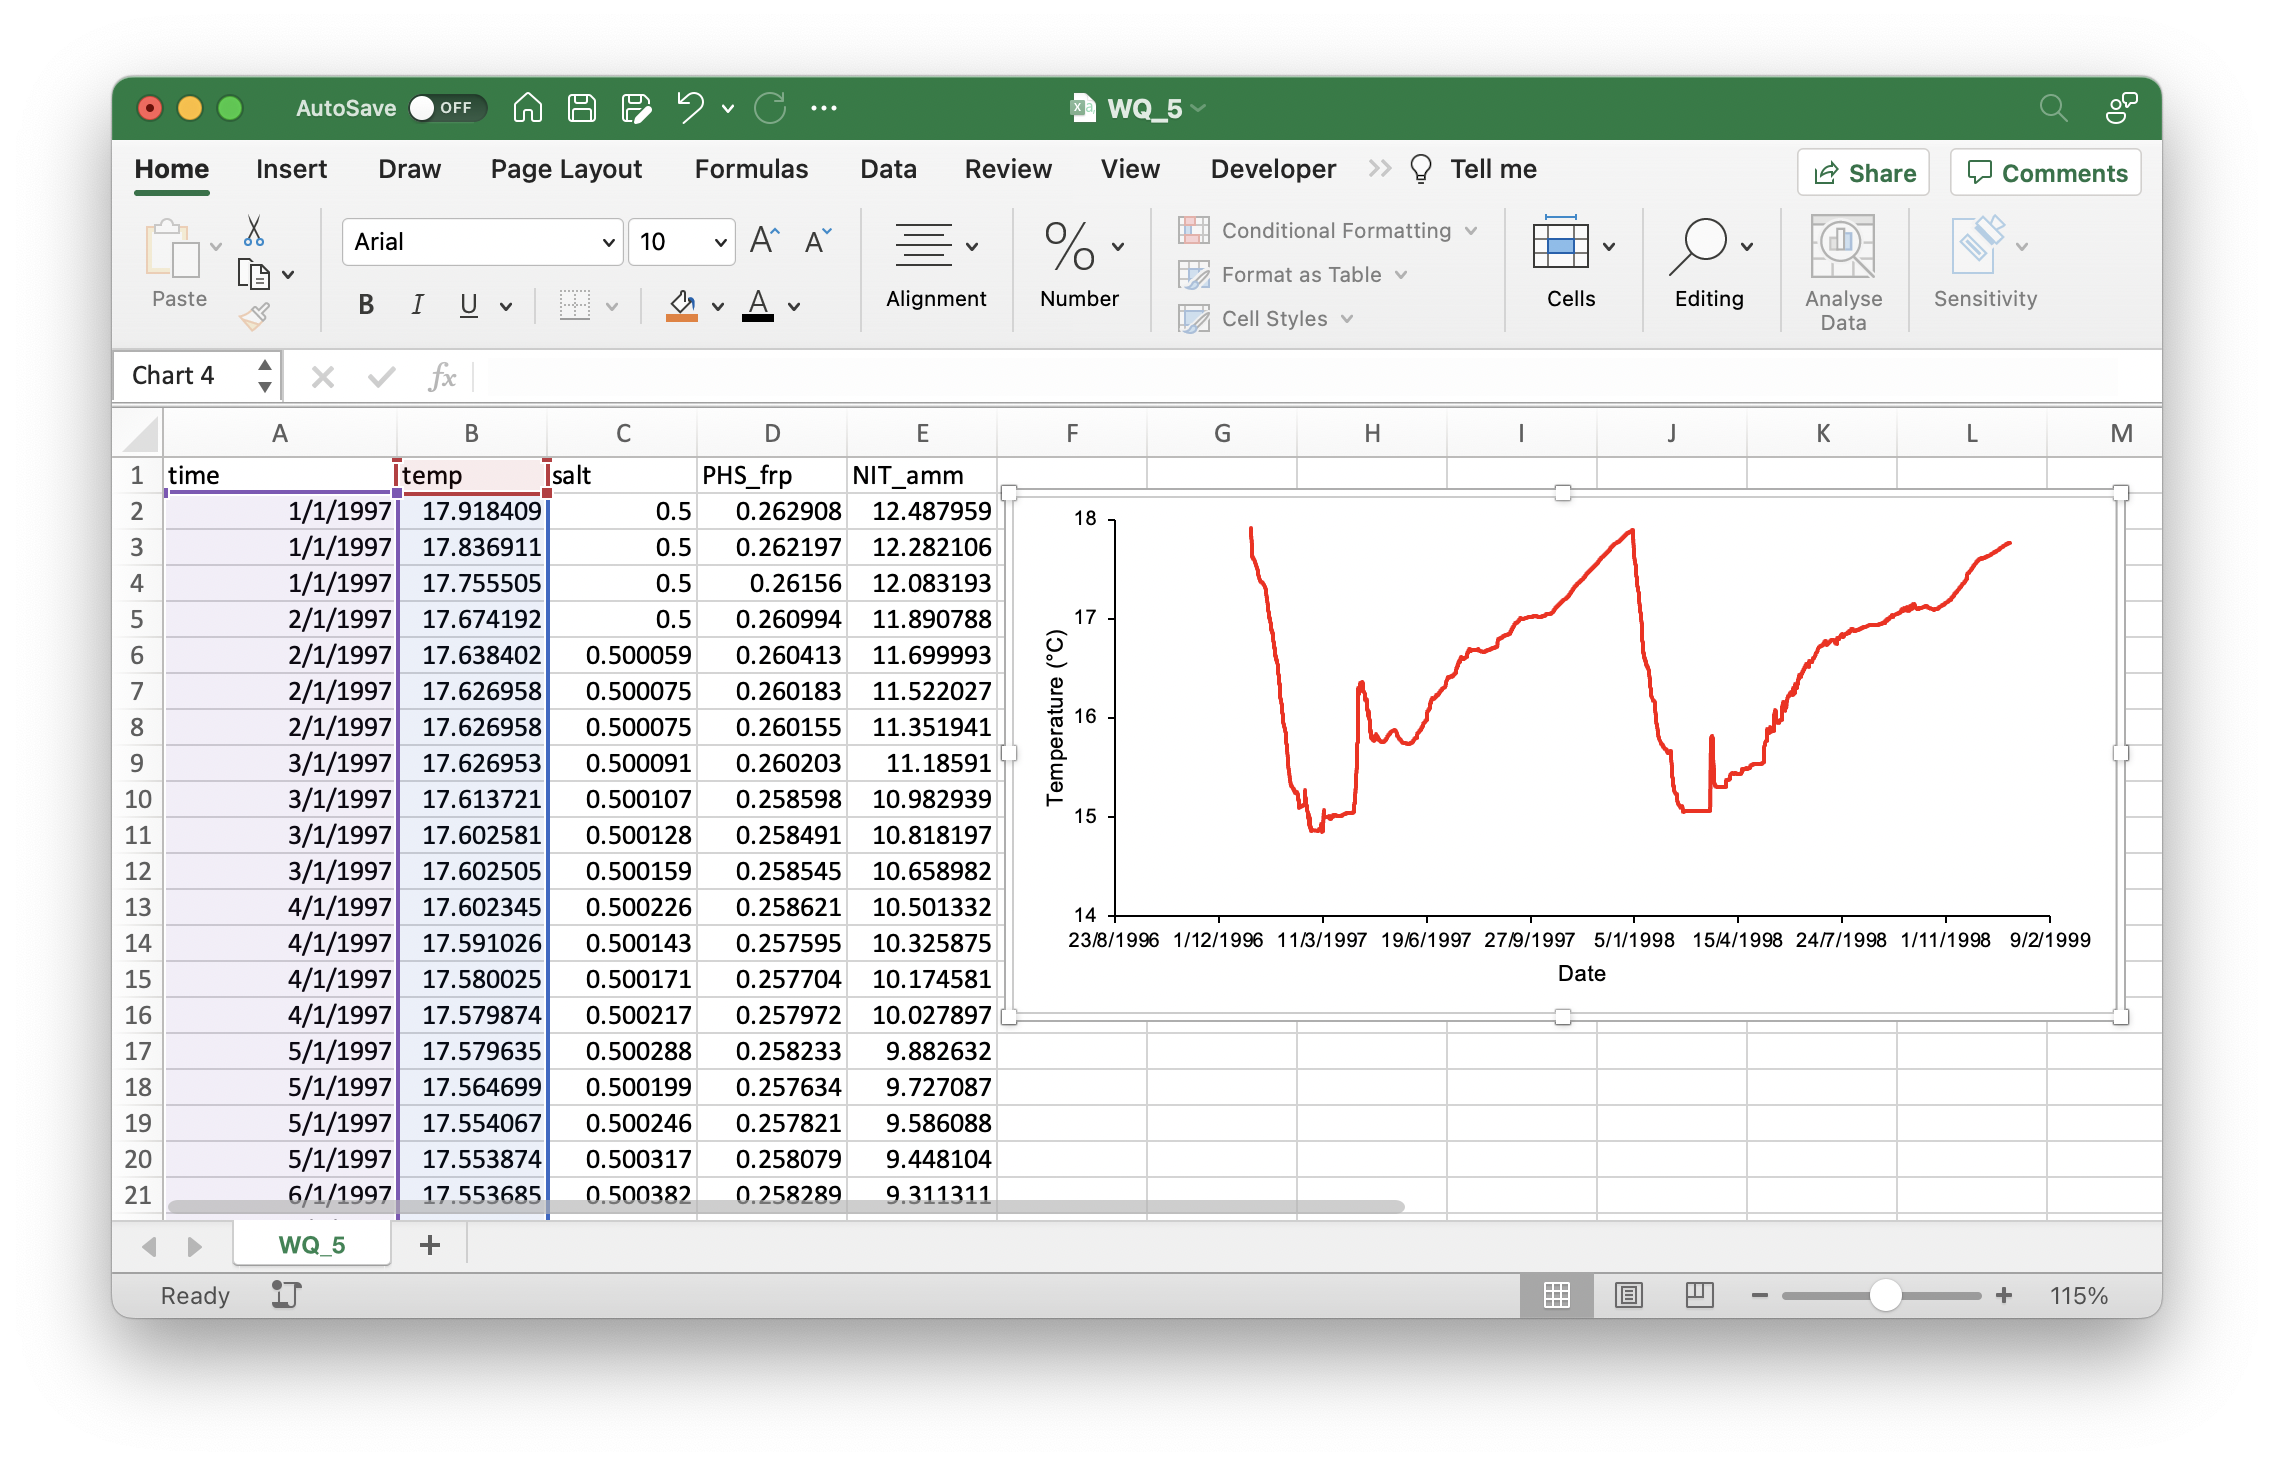 AutoSave OFF WQ_5
Home Insert Draw Page Layout Formulas Data Review View Developer Tell me Share Comments
Paste
Arial 10
B I U A
Alignment
% Number
Conditional Formatting
Format as Table
Cell Styles
Cells
Editing
Analyse
Data
Sensitivity
Chart 4 fx
A B C D E F G H I J K L M
1 time temp salt PHS_frp NIT_amm
2 1/1/1997 17.918409 0.5 0.262908 12.487959
3 1/1/1997 17.836911 0.5 0.262197 12.282106
4 1/1/1997 17.755505 0.5 0.26156 12.083193
5 2/1/1997 17.674192 0.5 0.260994 11.890788
6 2/1/1997 17.638402 0.500059 0.260413 11.699993
7 2/1/1997 17.626958 0.500075 0.260183 11.522027
8 2/1/1997 17.626958 0.500075 0.260155 11.351941
9 3/1/1997 17.626953 0.500091 0.260203 11.18591
10 3/1/1997 17.613721 0.500107 0.258598 10.982939
11 3/1/1997 17.602581 0.500128 0.258491 10.818197
12 3/1/1997 17.602505 0.500159 0.258545 10.658982
13 4/1/1997 17.602345 0.500226 0.258621 10.501332
14 4/1/1997 17.591026 0.500143 0.257595 10.325875
15 4/1/1997 17.580025 0.500171 0.257704 10.174581
16 4/1/1997 17.579874 0.500217 0.257972 10.027897
17 5/1/1997 17.579635 0.500288 0.258233 9.882632
18 5/1/1997 17.564699 0.500199 0.257634 9.727087
19 5/1/1997 17.554067 0.500246 0.257821 9.586088
20 5/1/1997 17.553874 0.500317 0.258079 9.448104
21 6/1/1997 17.553685 0.500382 0.258289 9.311311
18
17
16
15
14
Temperature (°C)
23/8/1996 1/12/1996 11/3/1997 19/6/1997 27/9/1997 5/1/1998 15/4/1998 24/7/1998 1/11/1998 9/2/1999
Date
WQ_5 +
Ready 115%